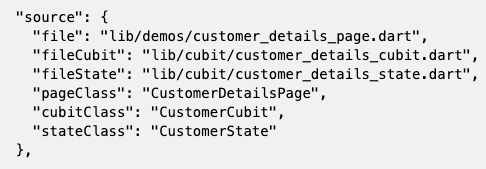 "source": {
"file": "lib/demos/customer_details_page.dart",
"fileCubit": "lib/cubit/customer_details_cubit.dart",
"fileState": "lib/cubit/customer_details_state.dart",
"pageClass": "CustomerDetailsPage",
"cubitClass": "CustomerCubit",
"stateClass": "CustomerState"
},